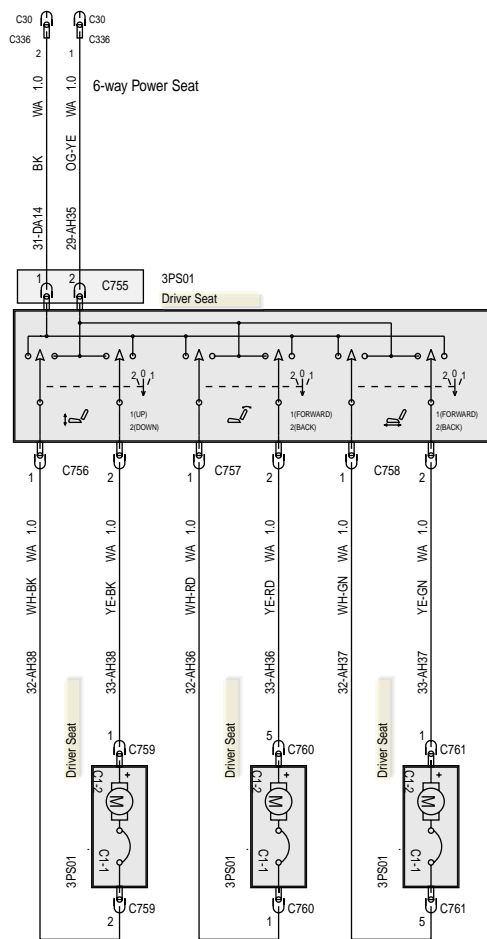 C30 C30
C336 C336
2 1
WA 1.0 WA 1.0
6-way Power Seat
BK OG-YE
31-DA14 29-AH35
1 2 C755
3PS01
Driver Seat
2 0 1 2 0 1 2 0 1
1(UP) 1(FORWARD) 1(FORWARD)
2(DOWN) 2(BACK) 2(BACK)
1 C756 2 1 C757 2 1 C758 2
WA 1.0 WA 1.0 WA 1.0 WA 1.0 WA 1.0 WA 1.0
WH-BK YE-BK WH-RD YE-RD WH-GN YE-GN
32-AH38 33-AH38 32-AH36 33-AH36 32-AH37 33-AH37
Driver Seat Driver Seat Driver Seat
1 C759 5 C760 1 C761
+ + +
C1-2 C1-2 C1-2
M M M
C1-1 C1-1 C1-1
3PS01 3PS01 3PS01
2 C759 1 C760 5 C761